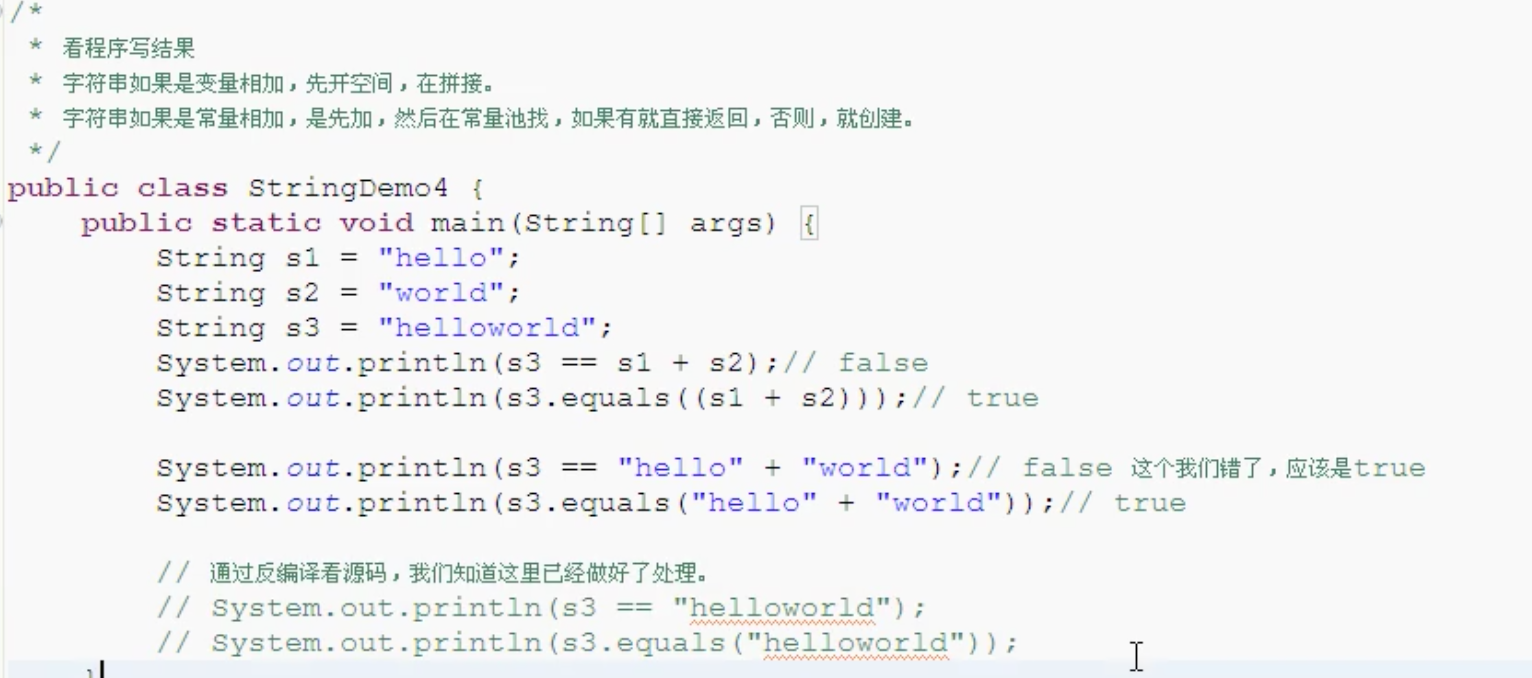 /*
 * 看程序写结果
 * 字符串如果是变量相加，先开空间，在拼接。
 * 字符串如果是常量相加，是先加，然后在常量池找，如果有就直接返回，否则，就创建。
 */
public class StringDemo4 {
    public static void main(String[] args) {
        String s1 = "hello";
        String s2 = "world";
        String s3 = "helloworld";
        System.out.println(s3 == s1 + s2);// false
        System.out.println(s3.equals((s1 + s2)));// true
        System.out.println(s3 == "hello" + "world");// false 这个我们错了，应该是true
        System.out.println(s3.equals("hello" + "world"));// true
        // 通过反编译看源码，我们知道这里已经做好了处理。
        // System.out.println(s3 == "helloworld");
        // System.out.println(s3.equals("helloworld"));
    }